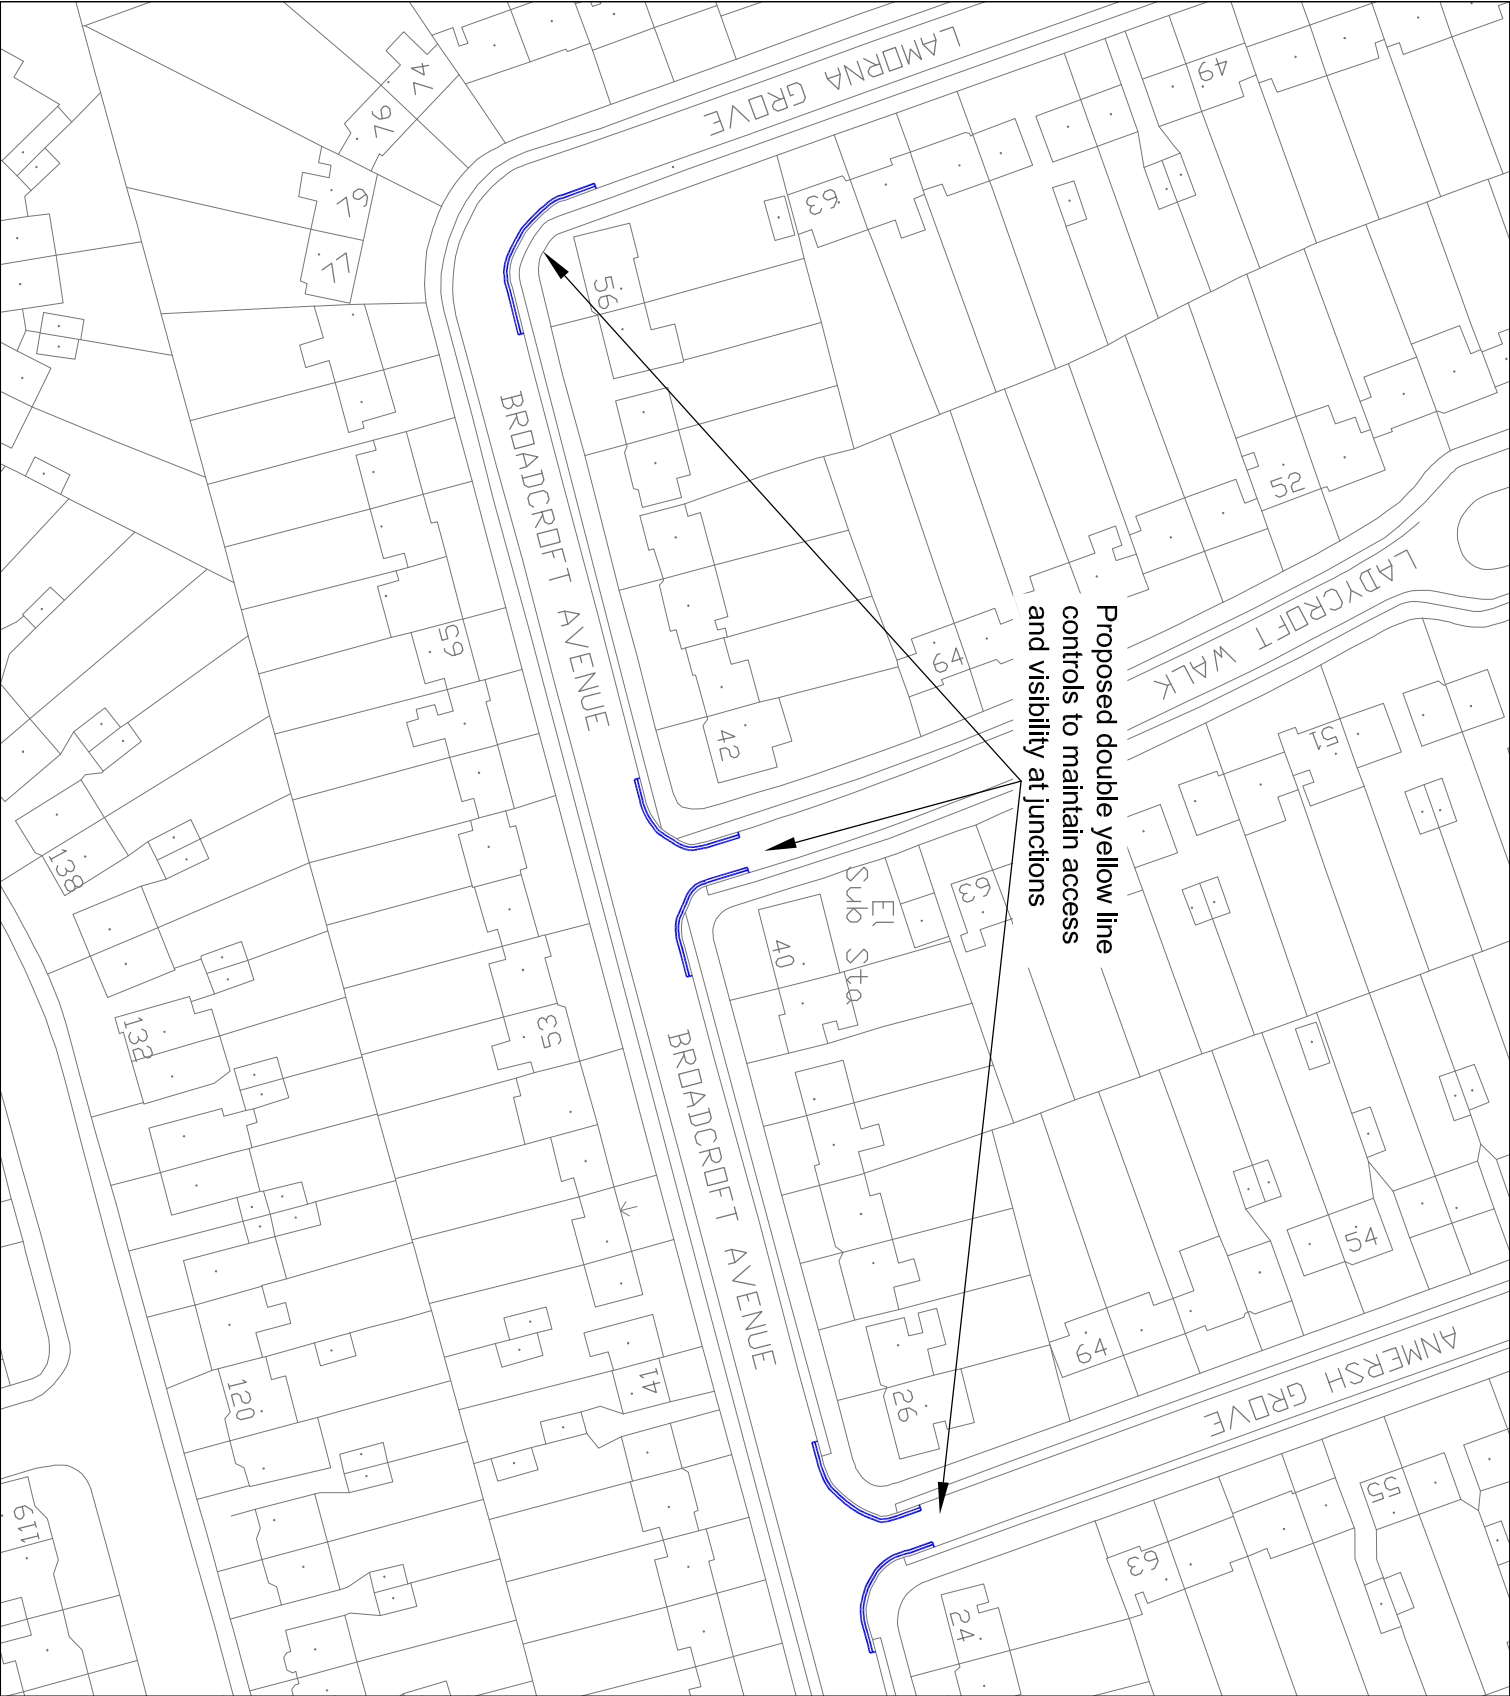 Proposed double yellow line
controls to maintain access
and visibility at junctions
LAMORNA GROVE
LADYCROFT WALK
ANMERSH GROVE
BROADCROFT AVENUE
BROADCROFT AVENUE
El
Sub Sta
74
76
79
77
49
63
56
52
64
42
59
51
63
40
138
132
53
54
64
26
41
120
119
55
63
24